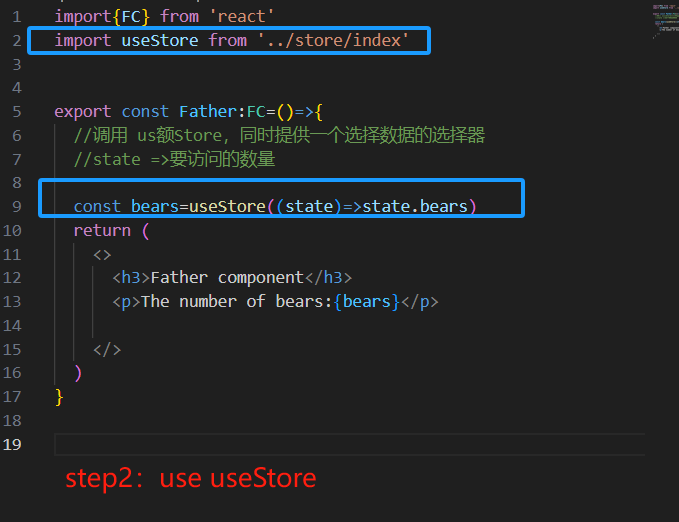 1 import{FC} from 'react'
2 import useStore from '../store/index'
3
4
5 export const Father:FC=()=>{
6 //调用 us额Store，同时提供一个选择数据的选择器
7 //state =>要访问的数量
8
9 const bears=useStore((state)=>state.bears)
10 return (
11 <>
12 <h3>Father component</h3>
13 <p>The number of bears:{bears}</p>
14
15 </>
16 )
17 }
18
19
step2：use useStore